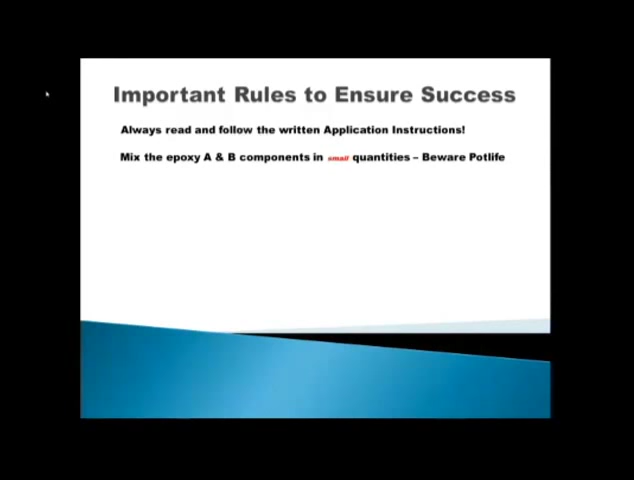 Important Rules to Ensure Success
Always read and follow the written Application Instructions!
Mix the epoxy A & B components in small quantities – Beware Potlife